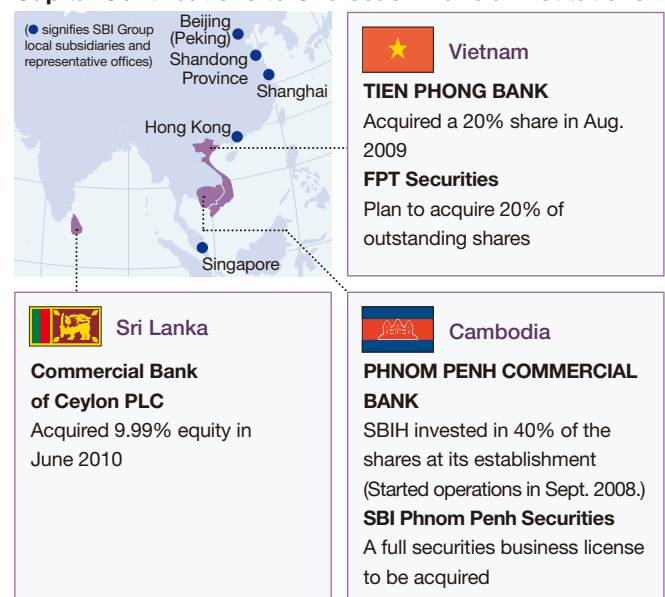 (● signifies SBI Group
local subsidiaries and
representative offices)
Beijing
(Peking)
Shandong
Province
Shanghai
Hong Kong
Singapore
Vietnam
TIEN PHONG BANK
Acquired a 20% share in Aug.
2009
FPT Securities
Plan to acquire 20% of
outstanding shares
Sri Lanka
Commercial Bank
of Ceylon PLC
Acquired 9.99% equity in
June 2010
Cambodia
PHNOM PENH COMMERCIAL
BANK
SBIH invested in 40% of the
shares at its establishment
(Started operations in Sept. 2008.)
SBI Phnom Penh Securities
A full securities business license
to be acquired